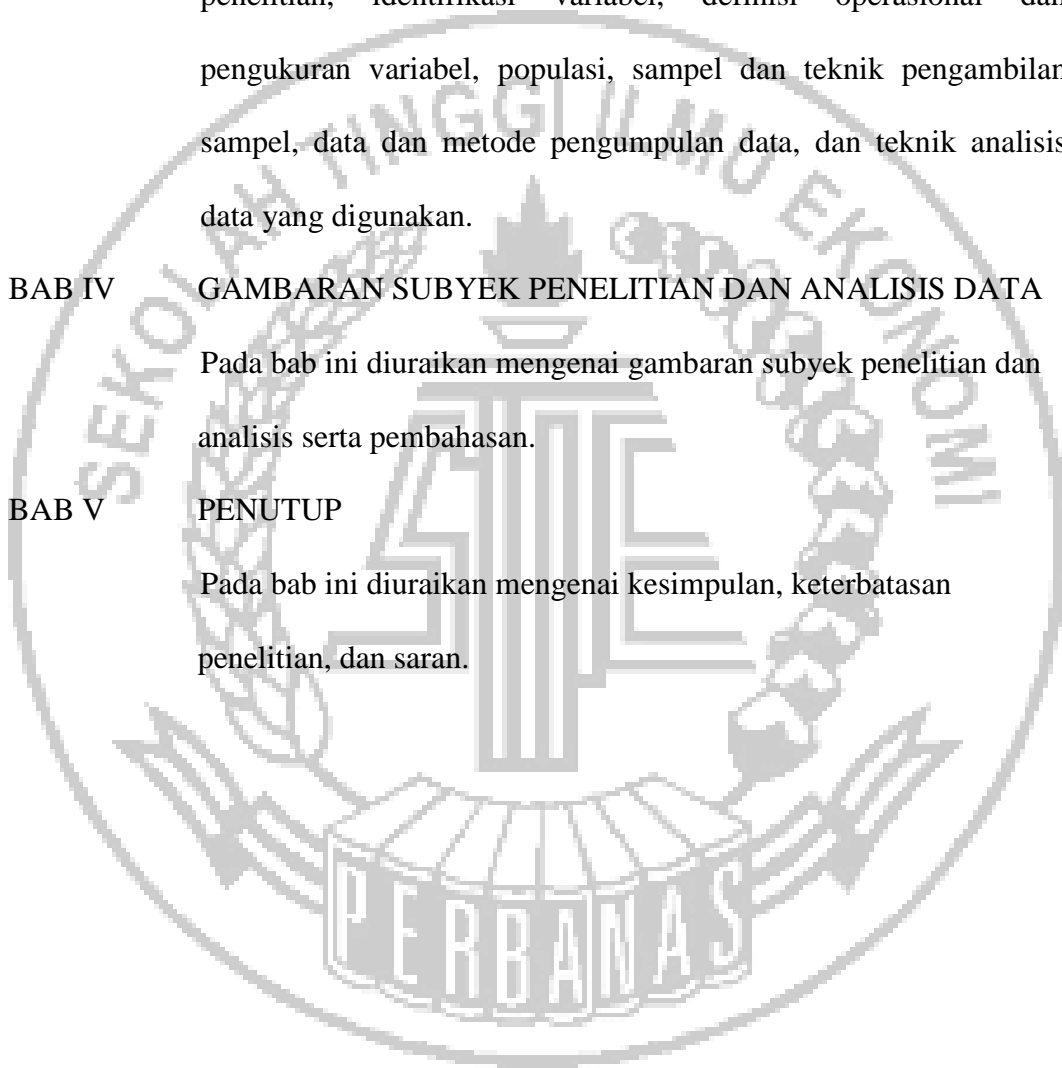 penelitian, identifikasi variabel, definisi operasional dan
pengukuran variabel, populasi, sampel dan teknik pengambilan
sampel, data dan metode pengumpulan data, dan teknik analisis
data yang digunakan.
BAB IV GAMBARAN SUBYEK PENELITIAN DAN ANALISIS DATA
Pada bab ini diuraikan mengenai gambaran subyek penelitian dan
analisis serta pembahasan.
BAB V PENUTUP
Pada bab ini diuraikan mengenai kesimpulan, keterbatasan
penelitian, dan saran.
SEKOLAH TINGGI ILMU EKONOMI
PERBANAS